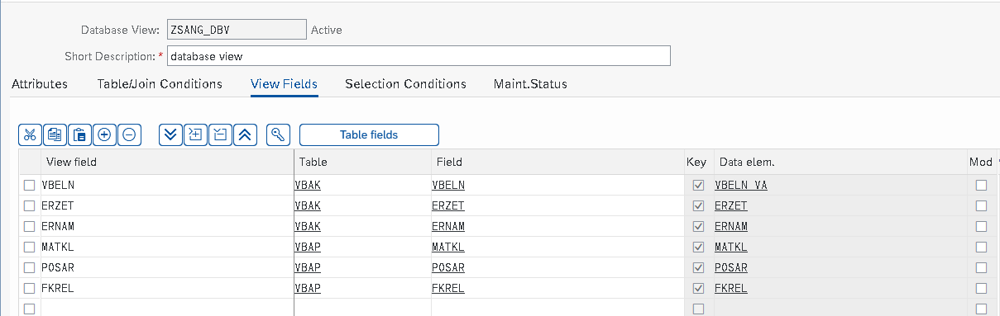 Database View: ZSANG_DBV Active
Short Description: * database view
Attributes Table/Join Conditions View Fields Selection Conditions Maint.Status
Table fields
View field Table Field Key Data elem. Mod
VBELN VBAK VBELN VBELN_VA
ERZET VBAK ERZET ERZET
ERNAM VBAK ERNAM ERNAM
MATKL VBAP MATKL MATKL
POSAR VBAP POSAR POSAR
FKREL VBAP FKREL FKREL